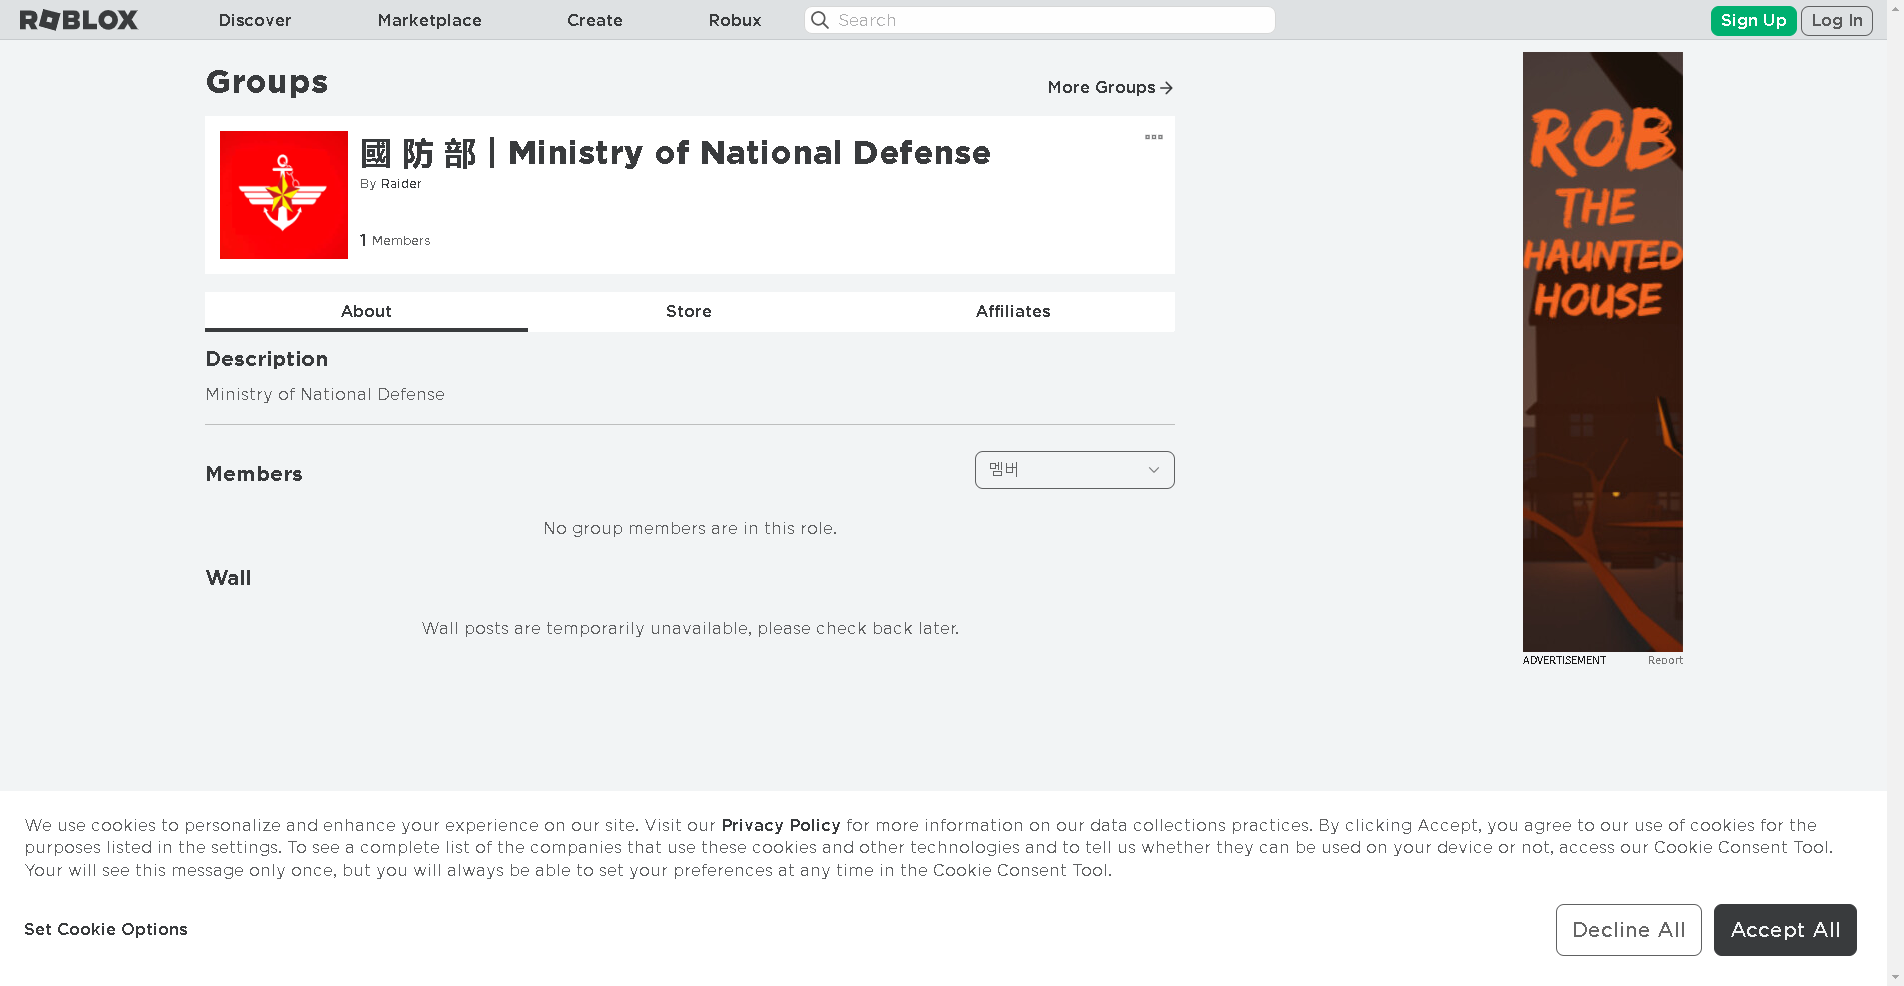 ROBLOX
Discover
Marketplace
Create
Robux
Search
Sign Up
Log In
Groups
More Groups
國 防 部 | Ministry of National Defense
By Raider
1 Members
About
Store
Affiliates
Description
Ministry of National Defense
Members
멤버
No group members are in this role.
Wall
Wall posts are temporarily unavailable, please check back later.
ROB
THE
HAUNTED
HOUSE
ADVERTISEMENT
Report
We use cookies to personalize and enhance your experience on our site. Visit our Privacy Policy for more information on our data collections practices. By clicking Accept, you agree to our use of cookies for the
purposes listed in the settings. To see a complete list of the companies that use these cookies and other technologies and to tell us whether they can be used on your device or not, access our Cookie Consent Tool.
Your will see this message only once, but you will always be able to set your preferences at any time in the Cookie Consent Tool.
Set Cookie Options
Decline All
Accept All